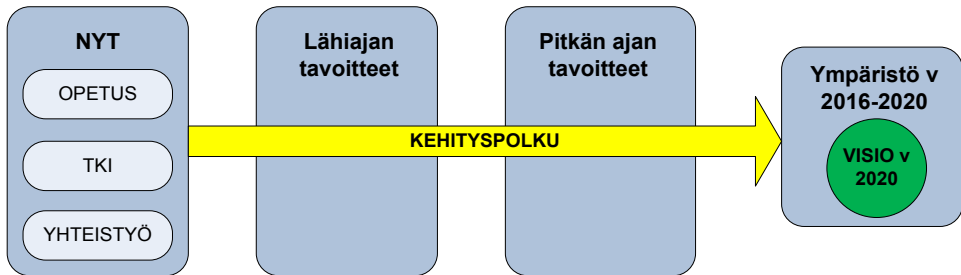 NYT
OPETUS
TKI
YHTEISTYÖ
Lähiajan
tavoitteet
Pitkän ajan
tavoitteet
KEHITYSPOLKU
Ympäristö v
2016-2020
VISIO v
2020